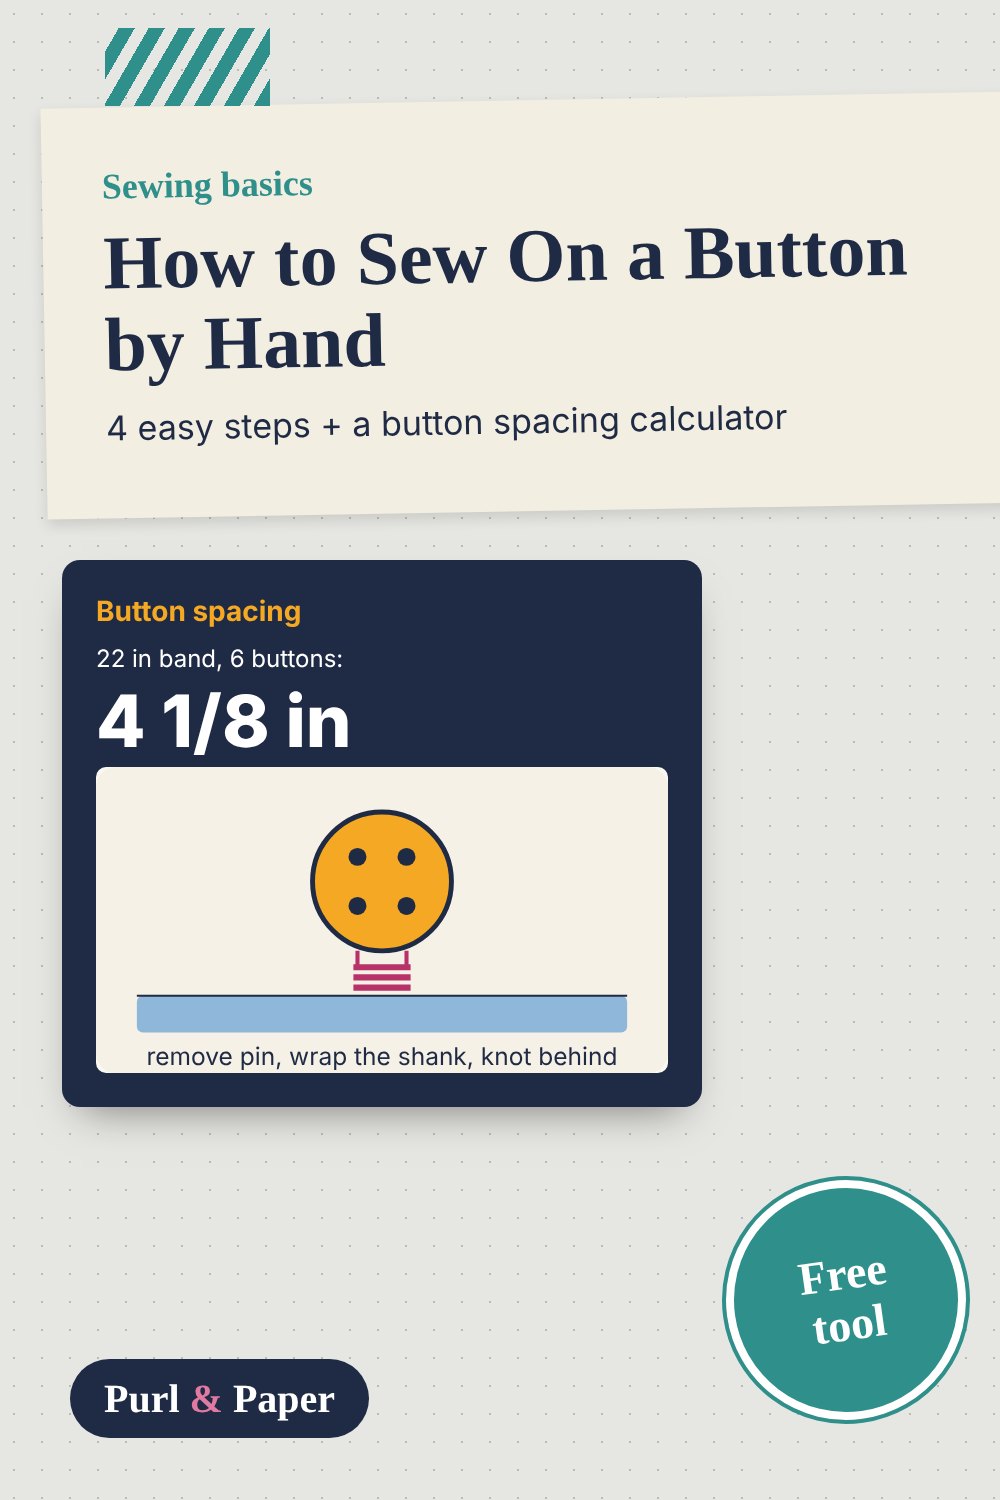 Sewing basics
How to Sew On a Button
by Hand
4 easy steps + a button spacing calculator
Button spacing
22 in band, 6 buttons:
4 1/8 in
remove pin, wrap the shank, knot behind
Free
tool
Purl & Paper